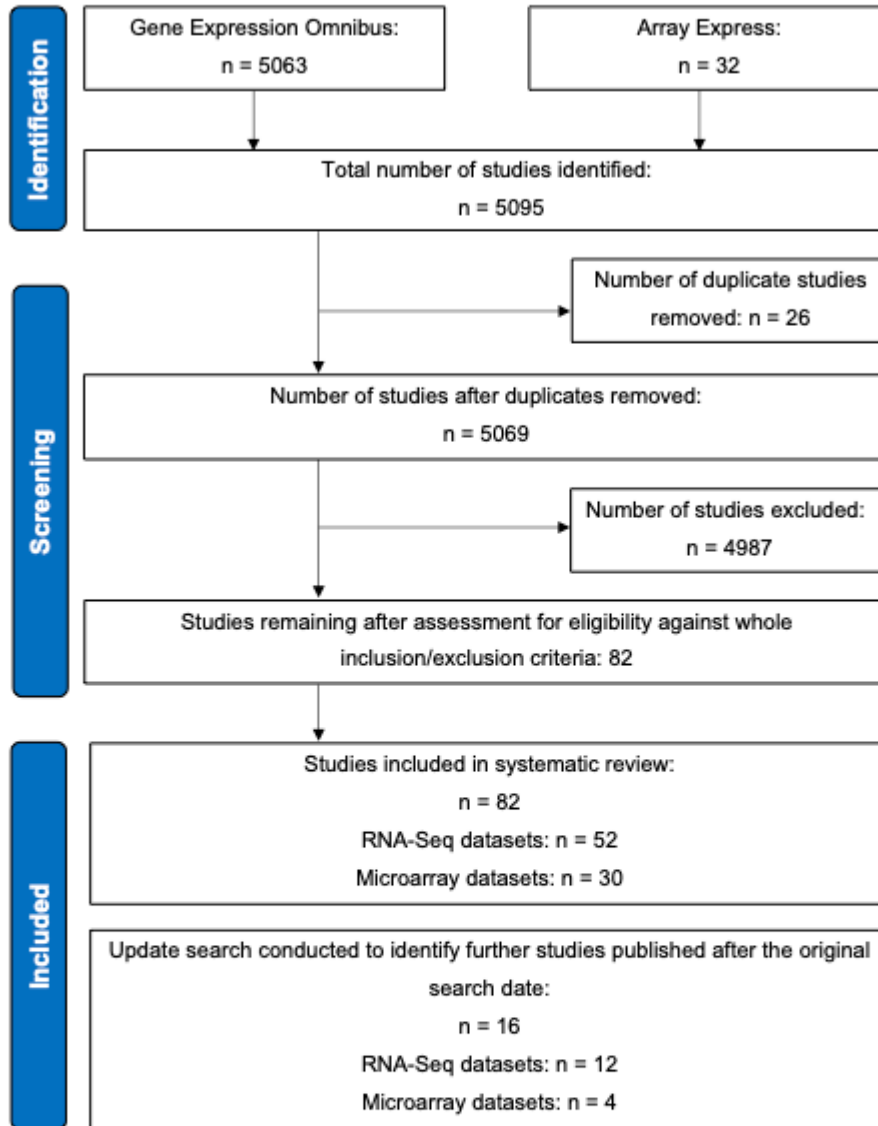 Identification
Gene Expression Omnibus:
n = 5063
Array Express:
n = 32
Total number of studies identified:
n = 5095
Screening
Number of duplicate studies
removed: n = 26
Number of studies after duplicates removed:
n = 5069
Number of studies excluded:
n = 4987
Studies remaining after assessment for eligibility against whole
inclusion/exclusion criteria: 82
Included
Studies included in systematic review:
n = 82
RNA-Seq datasets: n = 52
Microarray datasets: n = 30
Update search conducted to identify further studies published after the original
search date:
n = 16
RNA-Seq datasets: n = 12
Microarray datasets: n = 4